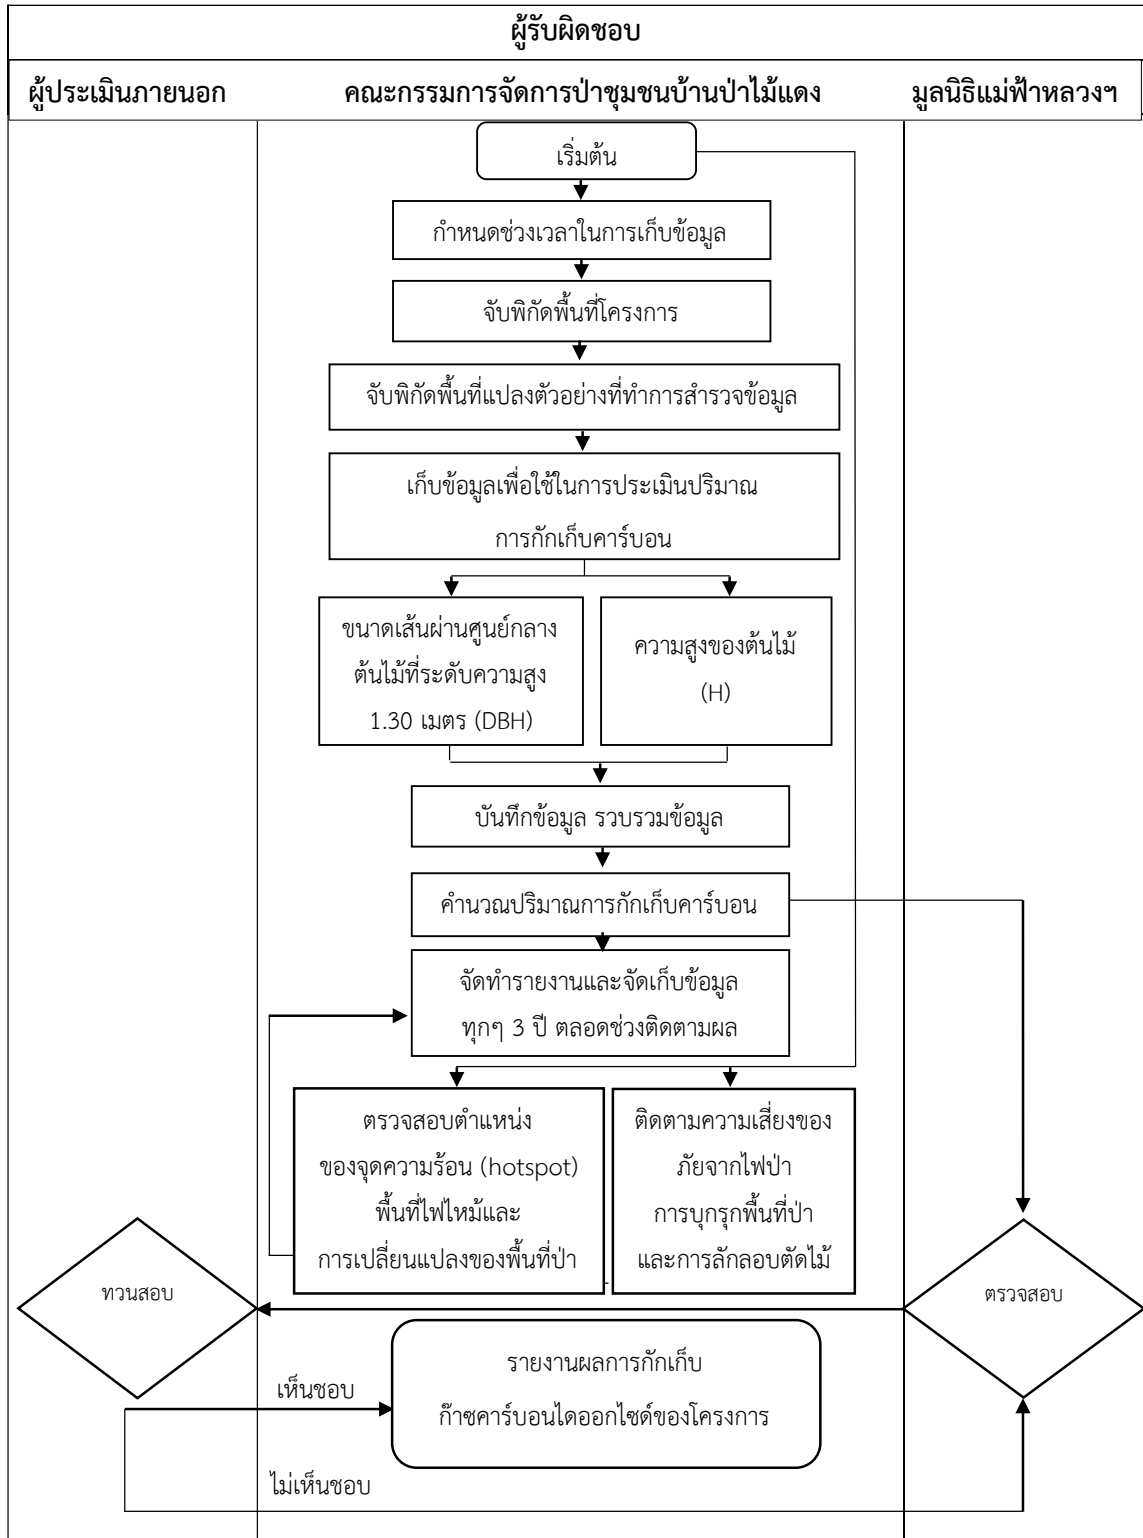 ผู้รับผิดชอบ
ผู้ประเมินภายนอก
คณะกรรมการจัดการป่าชุมชนบ้านป่าไม้แดง
มูลนิธิแม่ฟ้าหลวงฯ
เริ่มต้น
กำหนดช่วงเวลาในการเก็บข้อมูล
จับพิกัดพื้นที่โครงการ
จับพิกัดพื้นที่แปลงตัวอย่างที่ทำการสำรวจข้อมูล
เก็บข้อมูลเพื่อใช้ในการประเมินปริมาณ
การกักเก็บคาร์บอน
ขนาดเส้นผ่านศูนย์กลาง
ต้นไม้ที่ระดับความสูง
1.30 เมตร (DBH)
ความสูงของต้นไม้
(H)
บันทึกข้อมูล รวบรวมข้อมูล
คำนวณปริมาณการกักเก็บคาร์บอน
จัดทำรายงานและจัดเก็บข้อมูล
ทุกๆ 3 ปี ตลอดช่วงติดตามผล
ตรวจสอบตำแหน่ง
ของจุดความร้อน (hotspot)
พื้นที่ไฟไหม้และ
การเปลี่ยนแปลงของพื้นที่ป่า
ติดตามความเสี่ยงของ
ภัยจากไฟป่า
การบุกรุกพื้นที่ป่า
และการลักลอบตัดไม้
ทวนสอบ
ตรวจสอบ
เห็นชอบ
รายงานผลการกักเก็บ
ก๊าซคาร์บอนไดออกไซด์ของโครงการ
ไม่เห็นชอบ